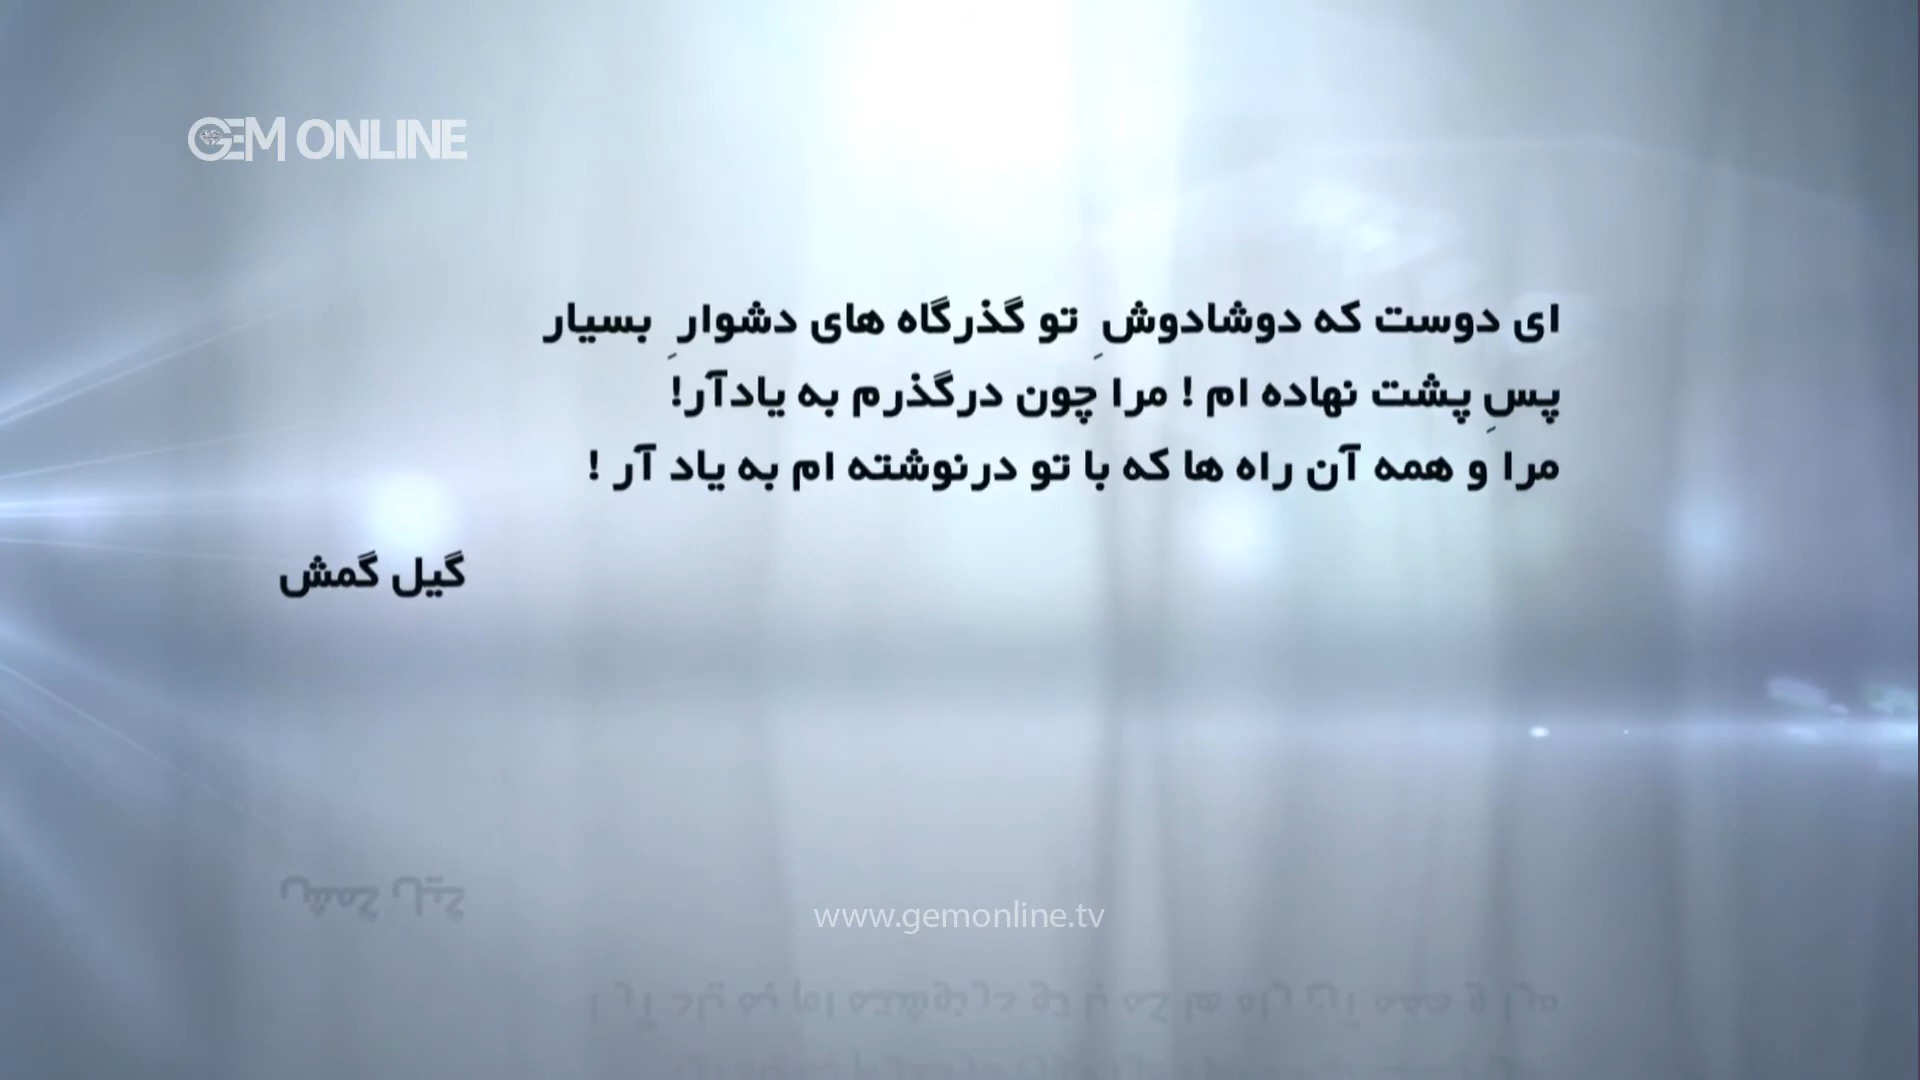 GEM ONLINE
ای دوست که دوشادوشِ تو گذرگاه های دشوارِ بسیار
پسِ پشت نهاده ام ! مرا چون درگذرم به یادآر!
مرا و همه آن راه ها که با تو درنوشته ام به یاد آر !
گیل گمش
www.gemonline.tv